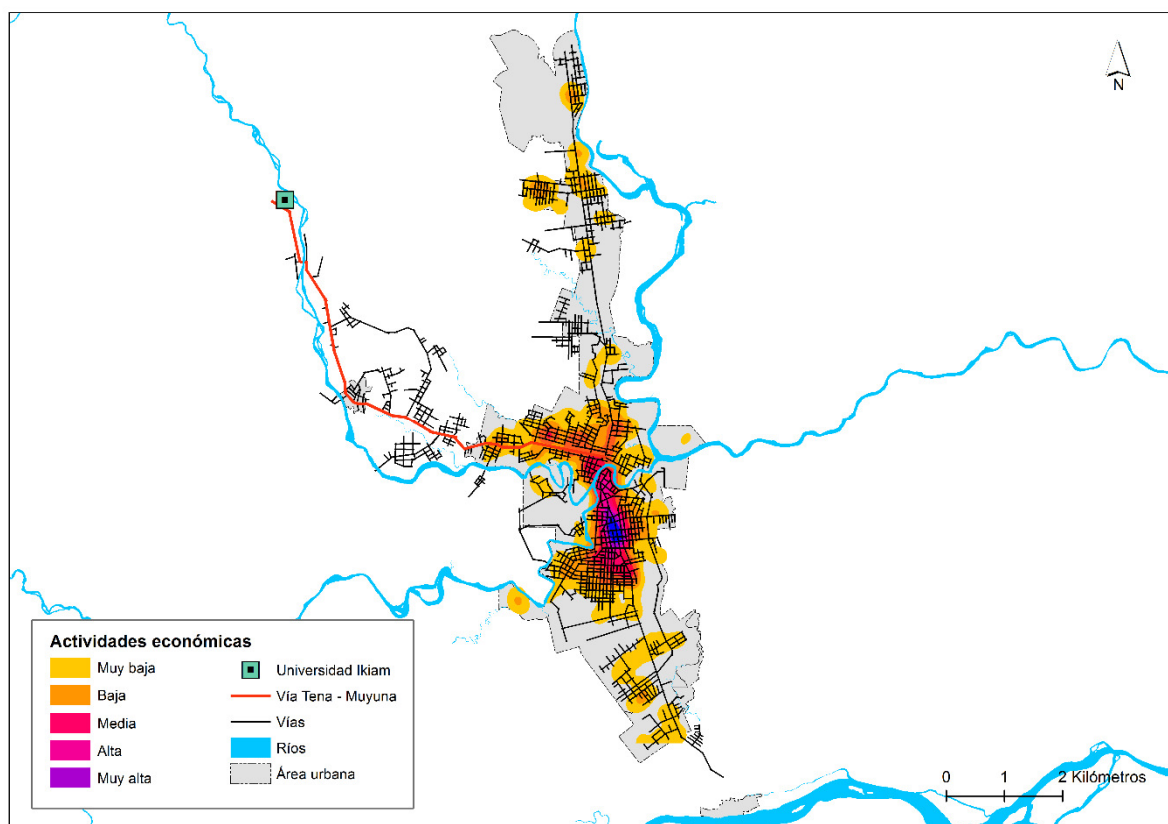 N
Actividades económicas
Muy baja
Baja
Media
Alta
Muy alta
Universidad Ikiam
Vía Tena - Muyuna
Vías
Ríos
Área urbana
0 1 2 Kilómetros